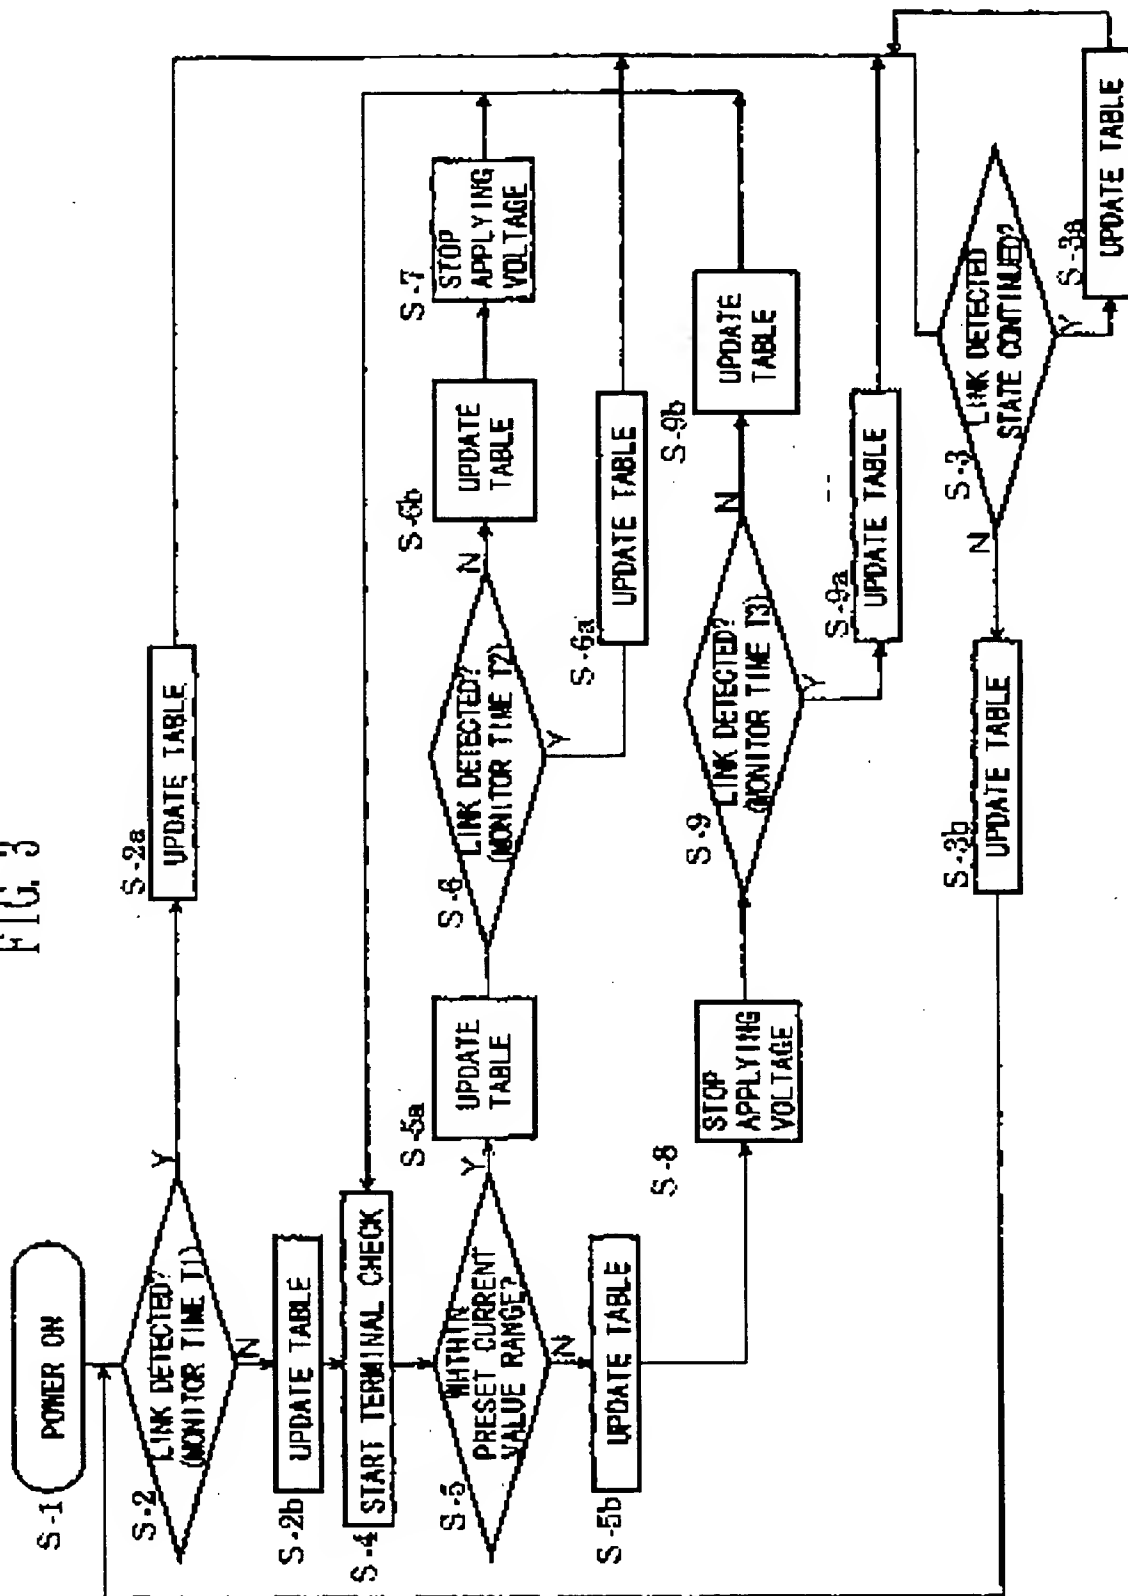 FIG. 3
S-1
POWER ON
S-2
LINK DETECTED?
(MONITOR TIME T1)
Y
N
S-2a
UPDATE TABLE
S-2b
UPDATE TABLE
S-4
START TERMINAL CHECK
S-5
WHTHIN
PRESET CURRENT
VALUE RANGE?
Y
N
S-5a
UPDATE
TABLE
S-6
LINK DETECTED?
(MONITOR TIME T2)
N
Y
S-6b
UPDATE
TABLE
S-7
STOP
APPLYING
VOLTAGE
S-6a
UPDATE TABLE
S-5b
UPDATE TABLE
S-8
STOP
APPLYING
VOLTAGE
S-9
LINK DETECTED?
(MONITOR TIME T3)
N
Y
S-9b
UPDATE
TABLE
S-9a
UPDATE TABLE
S-3
LINK DETECTED
STATE CONTINUED?
N
Y
S-3b
UPDATE TABLE
S-3a
UPDATE TABLE